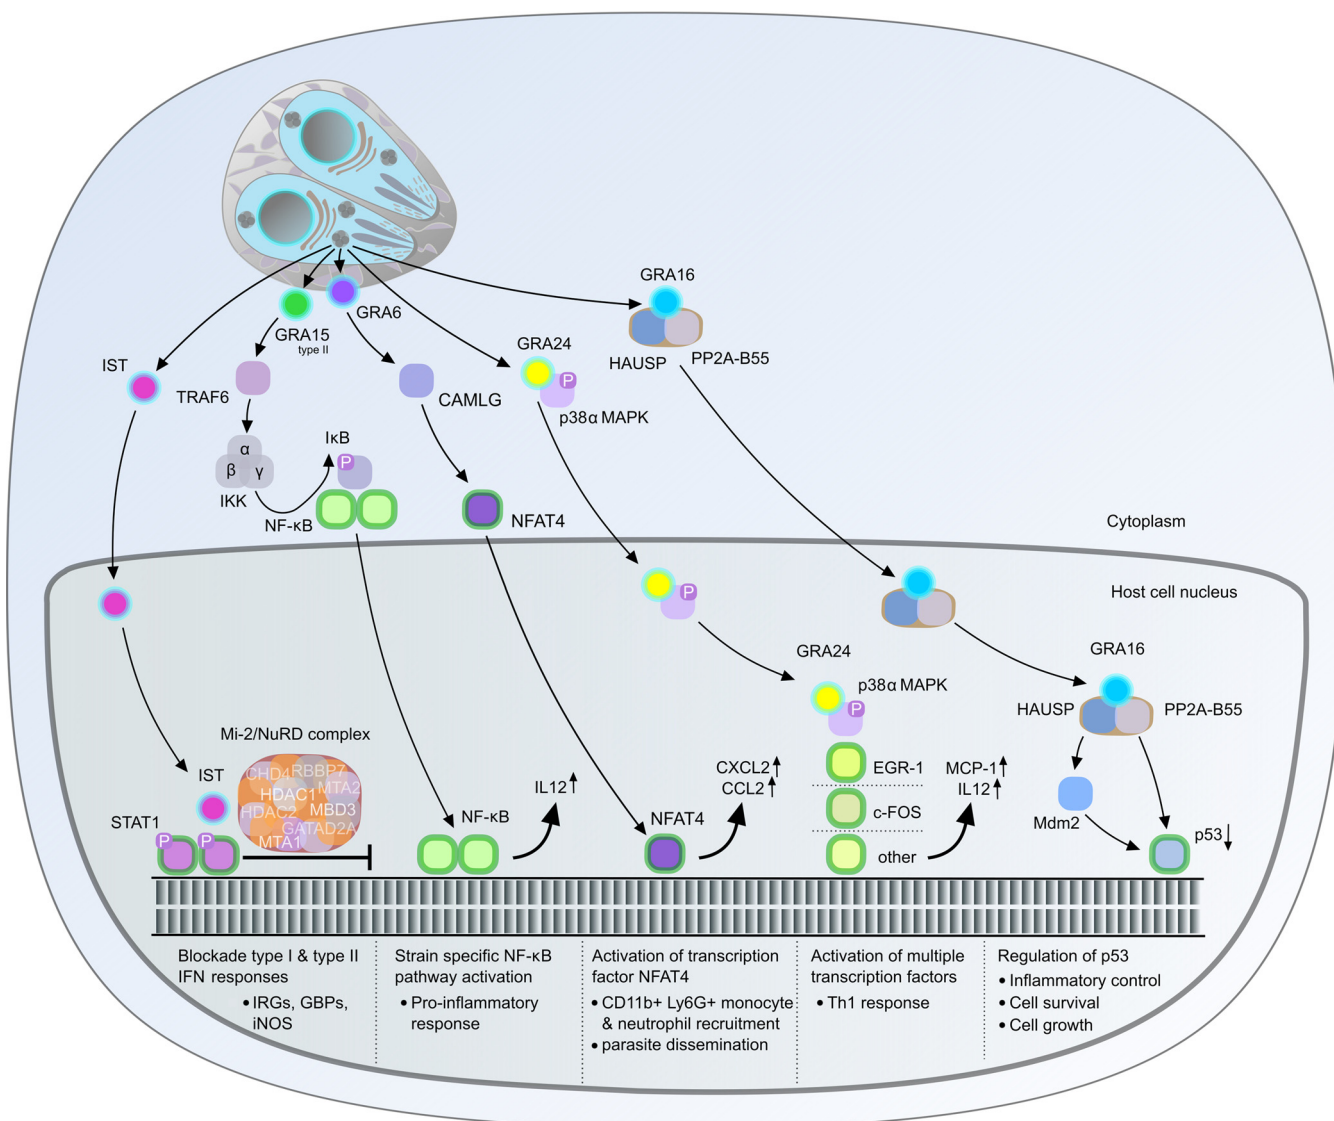 GRA16
HAUSP
PP2A-B55
GRA15
type II
GRA6
GRA24
P
p38α MAPK
IST
TRAF6
CAMLG
α
β
γ
IKK
IκB
P
NF-κB
NFAT4
Cytoplasm
Host cell nucleus
P
GRA24
p38α MAPK
P
GRA16
HAUSP
PP2A-B55
Mi-2/NuRD complex
CHD4
RBBP7
MTA2
HDAC1
HDAC2
MBD3
GATAD2A
MTA1
IST
STAT1
P
P
NF-κB
IL12↑
CXCL2↑
CCL2↑
NFAT4
EGR-1
c-FOS
other
MCP-1↑
IL12↑
Mdm2
p53↓
Blockade type I & type II
IFN responses
• IRGs, GBPs,
iNOS
Strain specific NF-κB
pathway activation
• Pro-inflammatory
response
Activation of transcription
factor NFAT4
• CD11b+ Ly6G+ monocyte
& neutrophil recruitment
• parasite dissemination
Activation of multiple
transcription factors
• Th1 response
Regulation of p53
• Inflammatory control
• Cell survival
• Cell growth